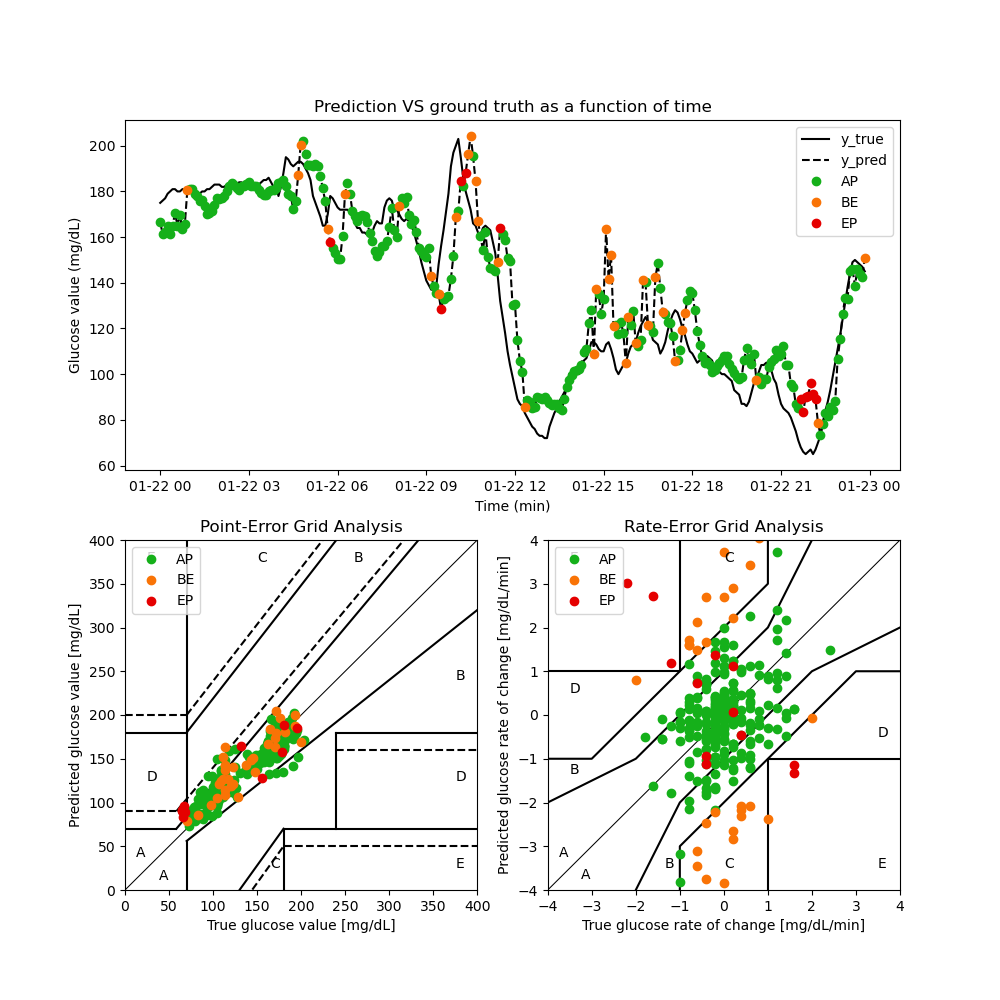 Prediction VS ground truth as a function of time
Glucose value (mg/dL)
200
180
160
140
120
100
80
60
y_true
y_pred
AP
BE
EP
01-22 00 01-22 03 01-22 06 01-22 09 01-22 12 01-22 15 01-22 18 01-22 21 01-23 00
Time (min)
Point-Error Grid Analysis
Predicted glucose value [mg/dL]
400
350
300
250
200
150
100
50
0
AP
BE
EP
C
B
B
D
D
A
A
C
E
0 50 100 150 200 250 300 350 400
True glucose value [mg/dL]
Rate-Error Grid Analysis
Predicted glucose rate of change [mg/dL/min]
4
3
2
1
0
−1
−2
−3
−4
AP
BE
EP
C
D
D
B
A
A
B
C
E
−4 −3 −2 −1 0 1 2 3 4
True glucose rate of change [mg/dL/min]